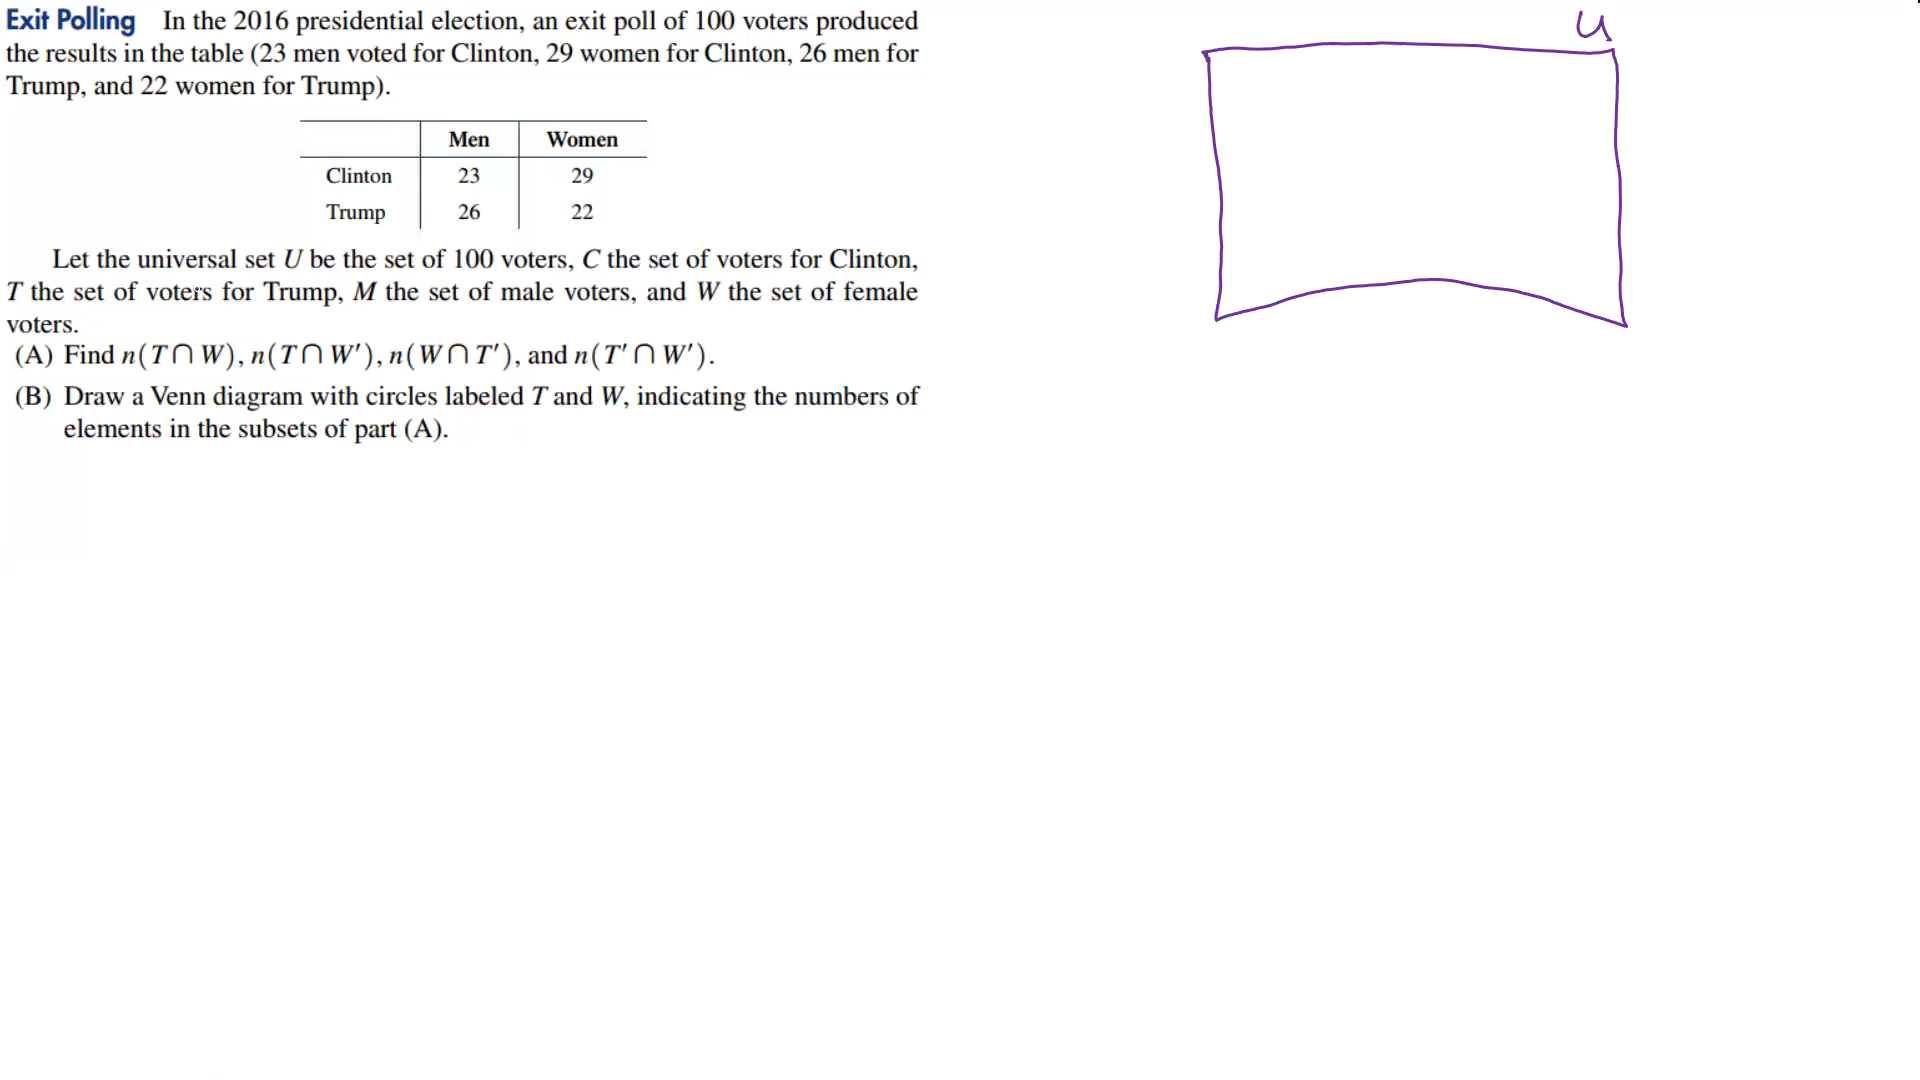 Exit Polling In the 2016 presidential election, an exit poll of 100 voters produced
the results in the table (23 men voted for Clinton, 29 women for Clinton, 26 men for
Trump, and 22 women for Trump).
Men Women
Clinton 23 29
Trump 26 22
Let the universal set U be the set of 100 voters, C the set of voters for Clinton,
T the set of voters for Trump, M the set of male voters, and W the set of female
voters.
(A) Find n(T∩W), n(T∩W′), n(W∩T′), and n(T′∩W′).
(B) Draw a Venn diagram with circles labeled T and W, indicating the numbers of
elements in the subsets of part (A).
U